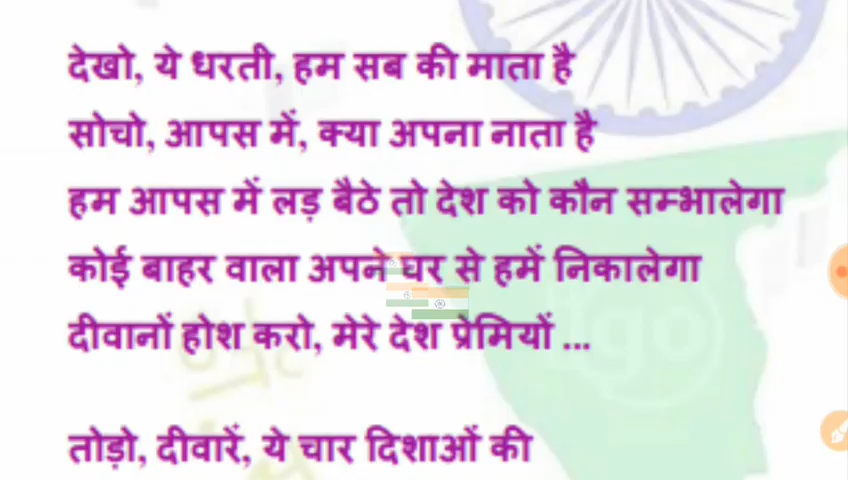 देखो, ये धरती, हम सब की माता है
सोचो, आपस में, क्या अपना नाता है
हम आपस में लड़ बैठे तो देश को कौन सम्भालेगा
कोई बाहर वाला अपने घर से हमें निकालेगा
दीवानों होश करो, मेरे देश प्रेमियों ...
तोड़ो, दीवारें, ये चार दिशाओं की